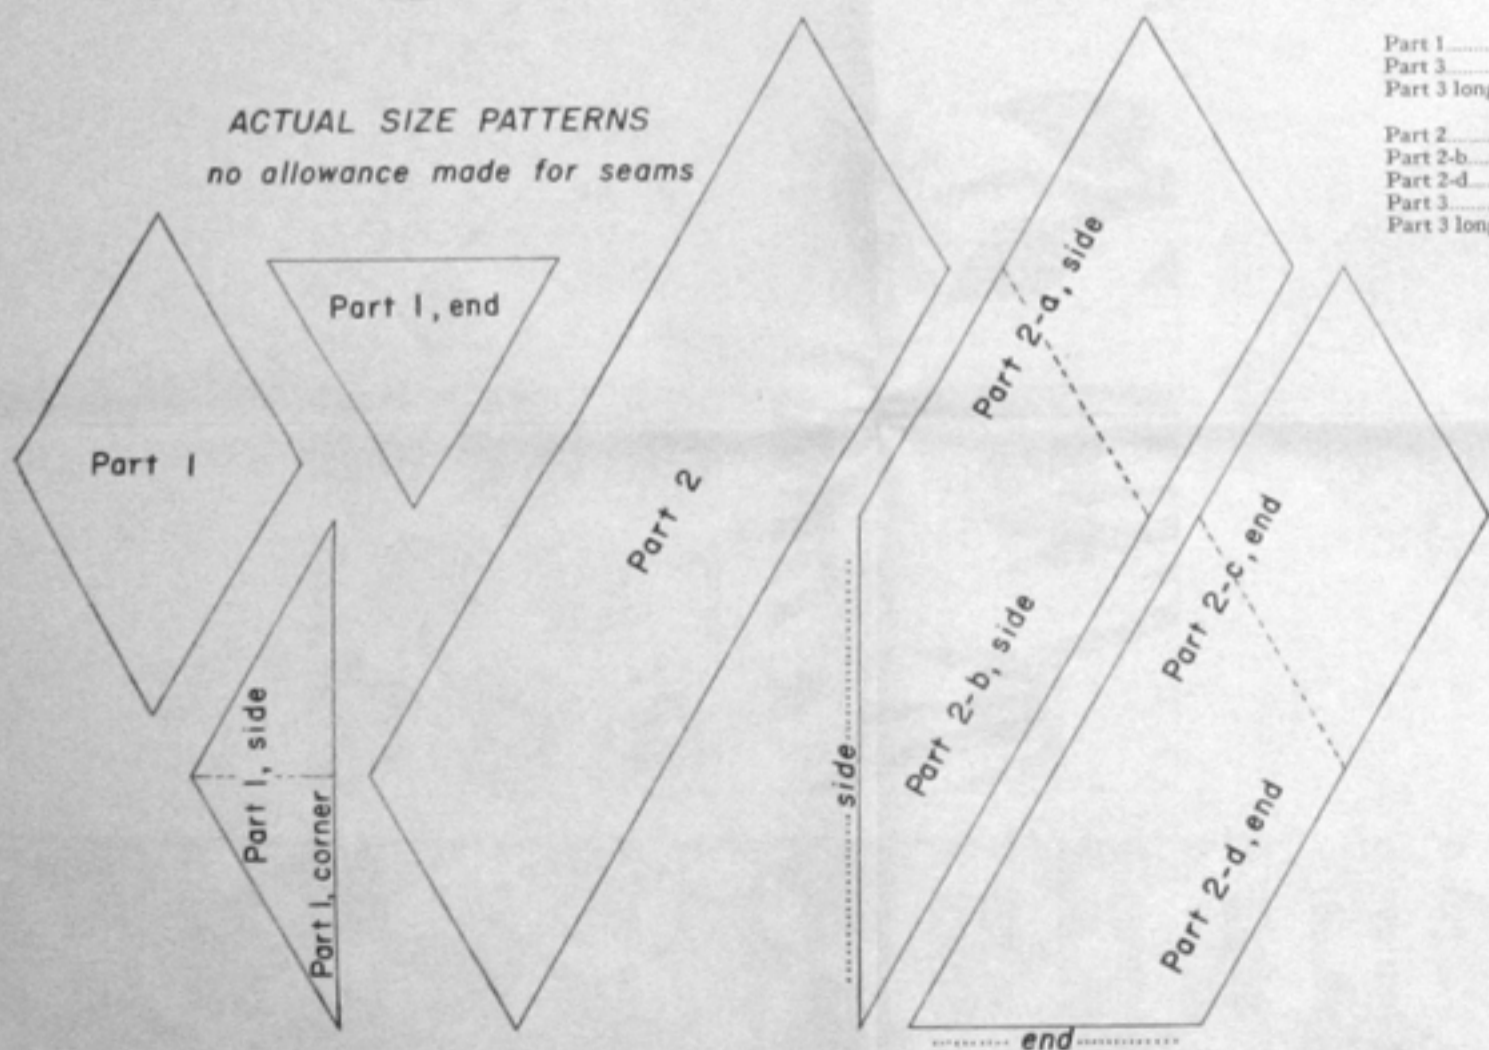 ACTUAL SIZE PATTERNS
no allowance made for seams
Part 1
Part 3
Part 3 long
Part 2
Part 2-b
Part 2-d
Part 3
Part 3 long
Part 1, end
Part 1
Part 1, side
Part 1, corner
Part 2
Part 2-a, side
Part 2-b, side
side
Part 2-c, end
Part 2-d, end
end